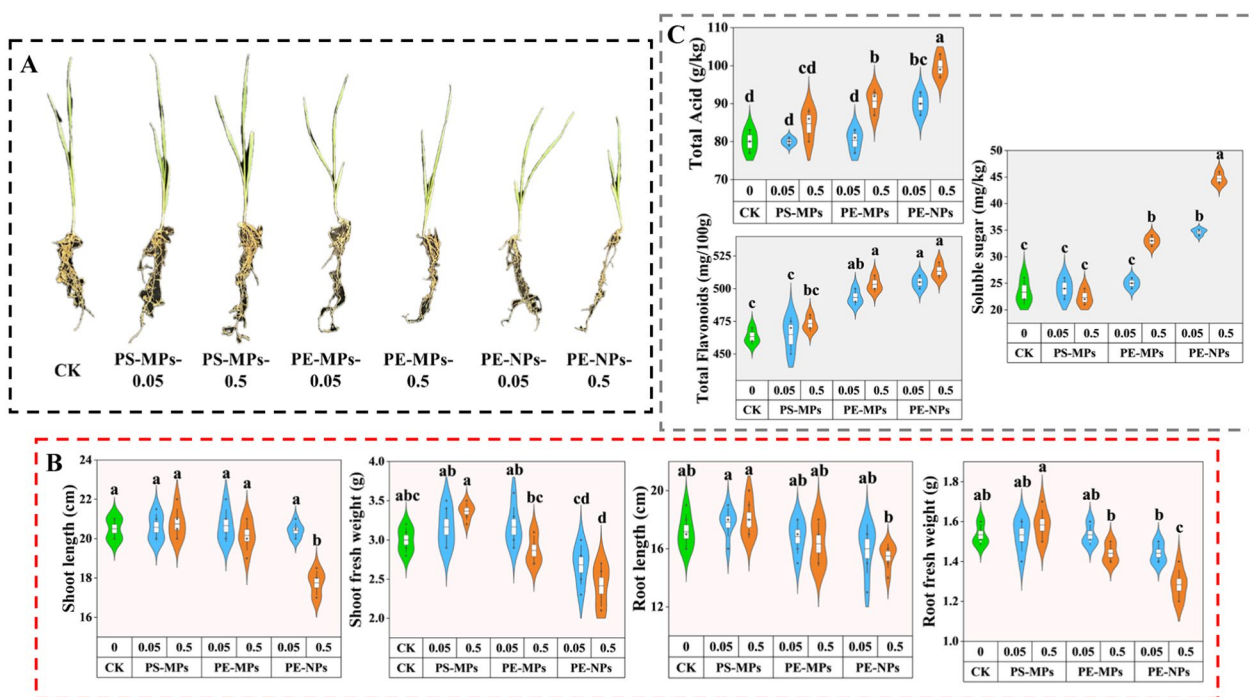 A
CK
PS-MPs-
0.05
PS-MPs-
0.5
PE-MPs-
0.05
PE-MPs-
0.5
PE-NPs-
0.05
PE-NPs-
0.5
C
Total Acid (g/kg)
110
100
90
80
70
d
d
cd
d
b
bc
a
0 0.05 0.5 0.05 0.5 0.05 0.5
CK PS-MPs PE-MPs PE-NPs
Total Flavonoids (mg/100g)
525
500
475
450
c
c
bc
ab
a
a
a
0 0.05 0.5 0.05 0.5 0.05 0.5
CK PS-MPs PE-MPs PE-NPs
Soluble sugar (mg/kg)
50
45
40
35
30
25
20
c
c
c
c
b
b
a
0 0.05 0.5 0.05 0.5 0.05 0.5
CK PS-MPs PE-MPs PE-NPs
B
Shoot length (cm)
24
22
20
18
16
a
a
a
a
a
a
b
0 0.05 0.5 0.05 0.5 0.05 0.5
CK PS-MPs PE-MPs PE-NPs
Shoot fresh weight (g)
4.0
3.5
3.0
2.5
2.0
abc
ab
a
ab
bc
cd
d
CK 0.05 0.5 0.05 0.5 0.05 0.5
CK PS-MPs PE-MPs PE-NPs
Root length (cm)
20
16
12
ab
a
a
ab
ab
ab
b
0 0.05 0.5 0.05 0.5 0.05 0.5
CK PS-MPs PE-MPs PE-NPs
Root fresh weight (g)
1.8
1.6
1.4
1.2
1.0
ab
ab
a
ab
b
b
c
0 0.05 0.5 0.05 0.5 0.05 0.5
CK PS-MPs PE-MPs PE-NPs